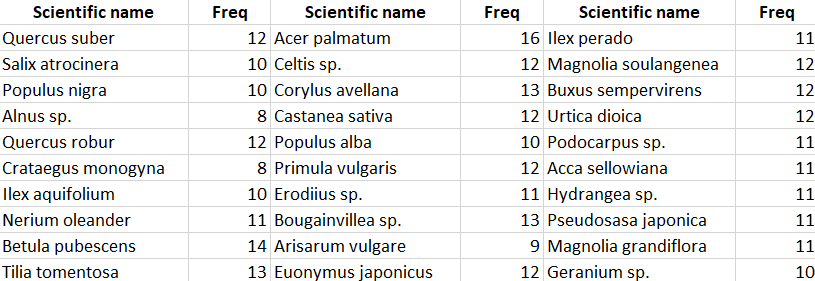 Scientific name Freq Scientific name Freq Scientific name Freq
Quercus suber 12 Acer palmatum 16 Ilex perado 11
Salix atrocinera 10 Celtis sp. 12 Magnolia soulangenea 12
Populus nigra 10 Corylus avellana 13 Buxus sempervirens 12
Alnus sp. 8 Castanea sativa 12 Urtica dioica 12
Quercus robur 12 Populus alba 10 Podocarpus sp. 11
Crataegus monogyna 8 Primula vulgaris 12 Acca sellowiana 11
Ilex aquifolium 10 Erodiius sp. 11 Hydrangea sp. 11
Nerium oleander 11 Bougainvillea sp. 13 Pseudosasa japonica 11
Betula pubescens 14 Arisarum vulgare 9 Magnolia grandiflora 11
Tilia tomentosa 13 Euonymus japonicus 12 Geranium sp. 10